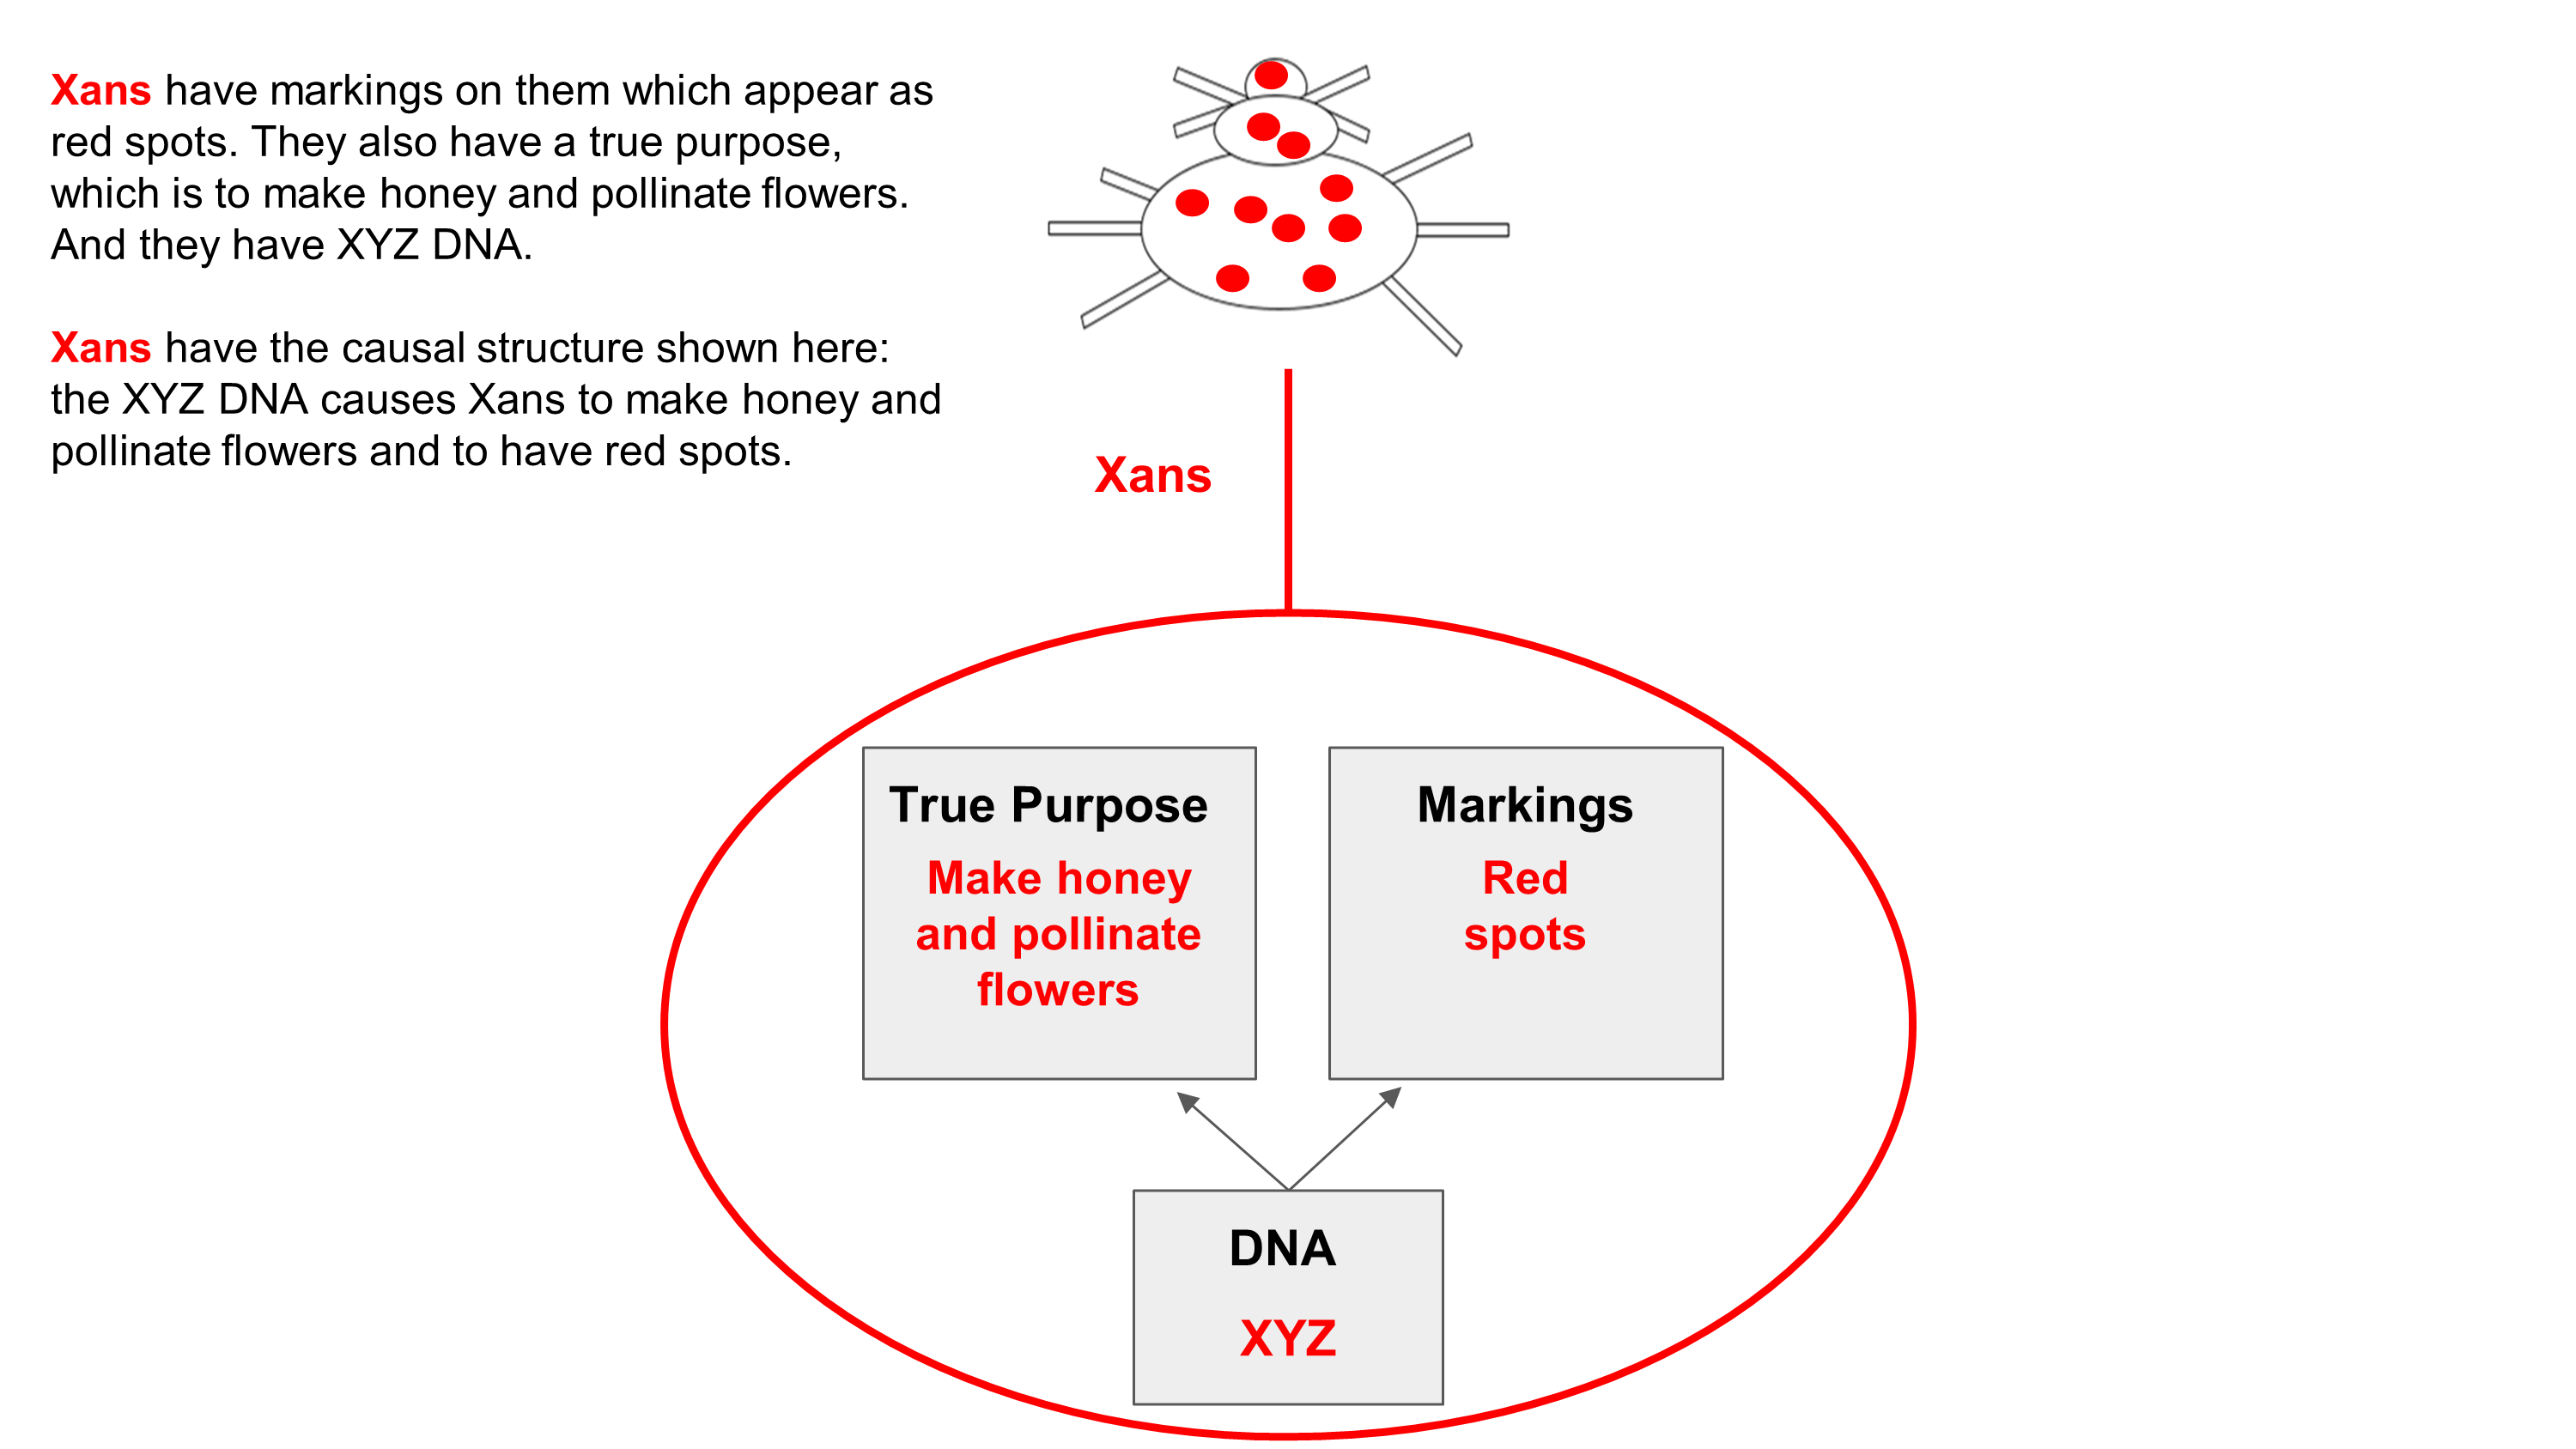 Xans have markings on them which appear as
red spots. They also have a true purpose,
which is to make honey and pollinate flowers.
And they have XYZ DNA.
Xans have the causal structure shown here:
the XYZ DNA causes Xans to make honey and
pollinate flowers and to have red spots.
Xans
True Purpose
Make honey
and pollinate
flowers
Markings
Red
spots
DNA
XYZ